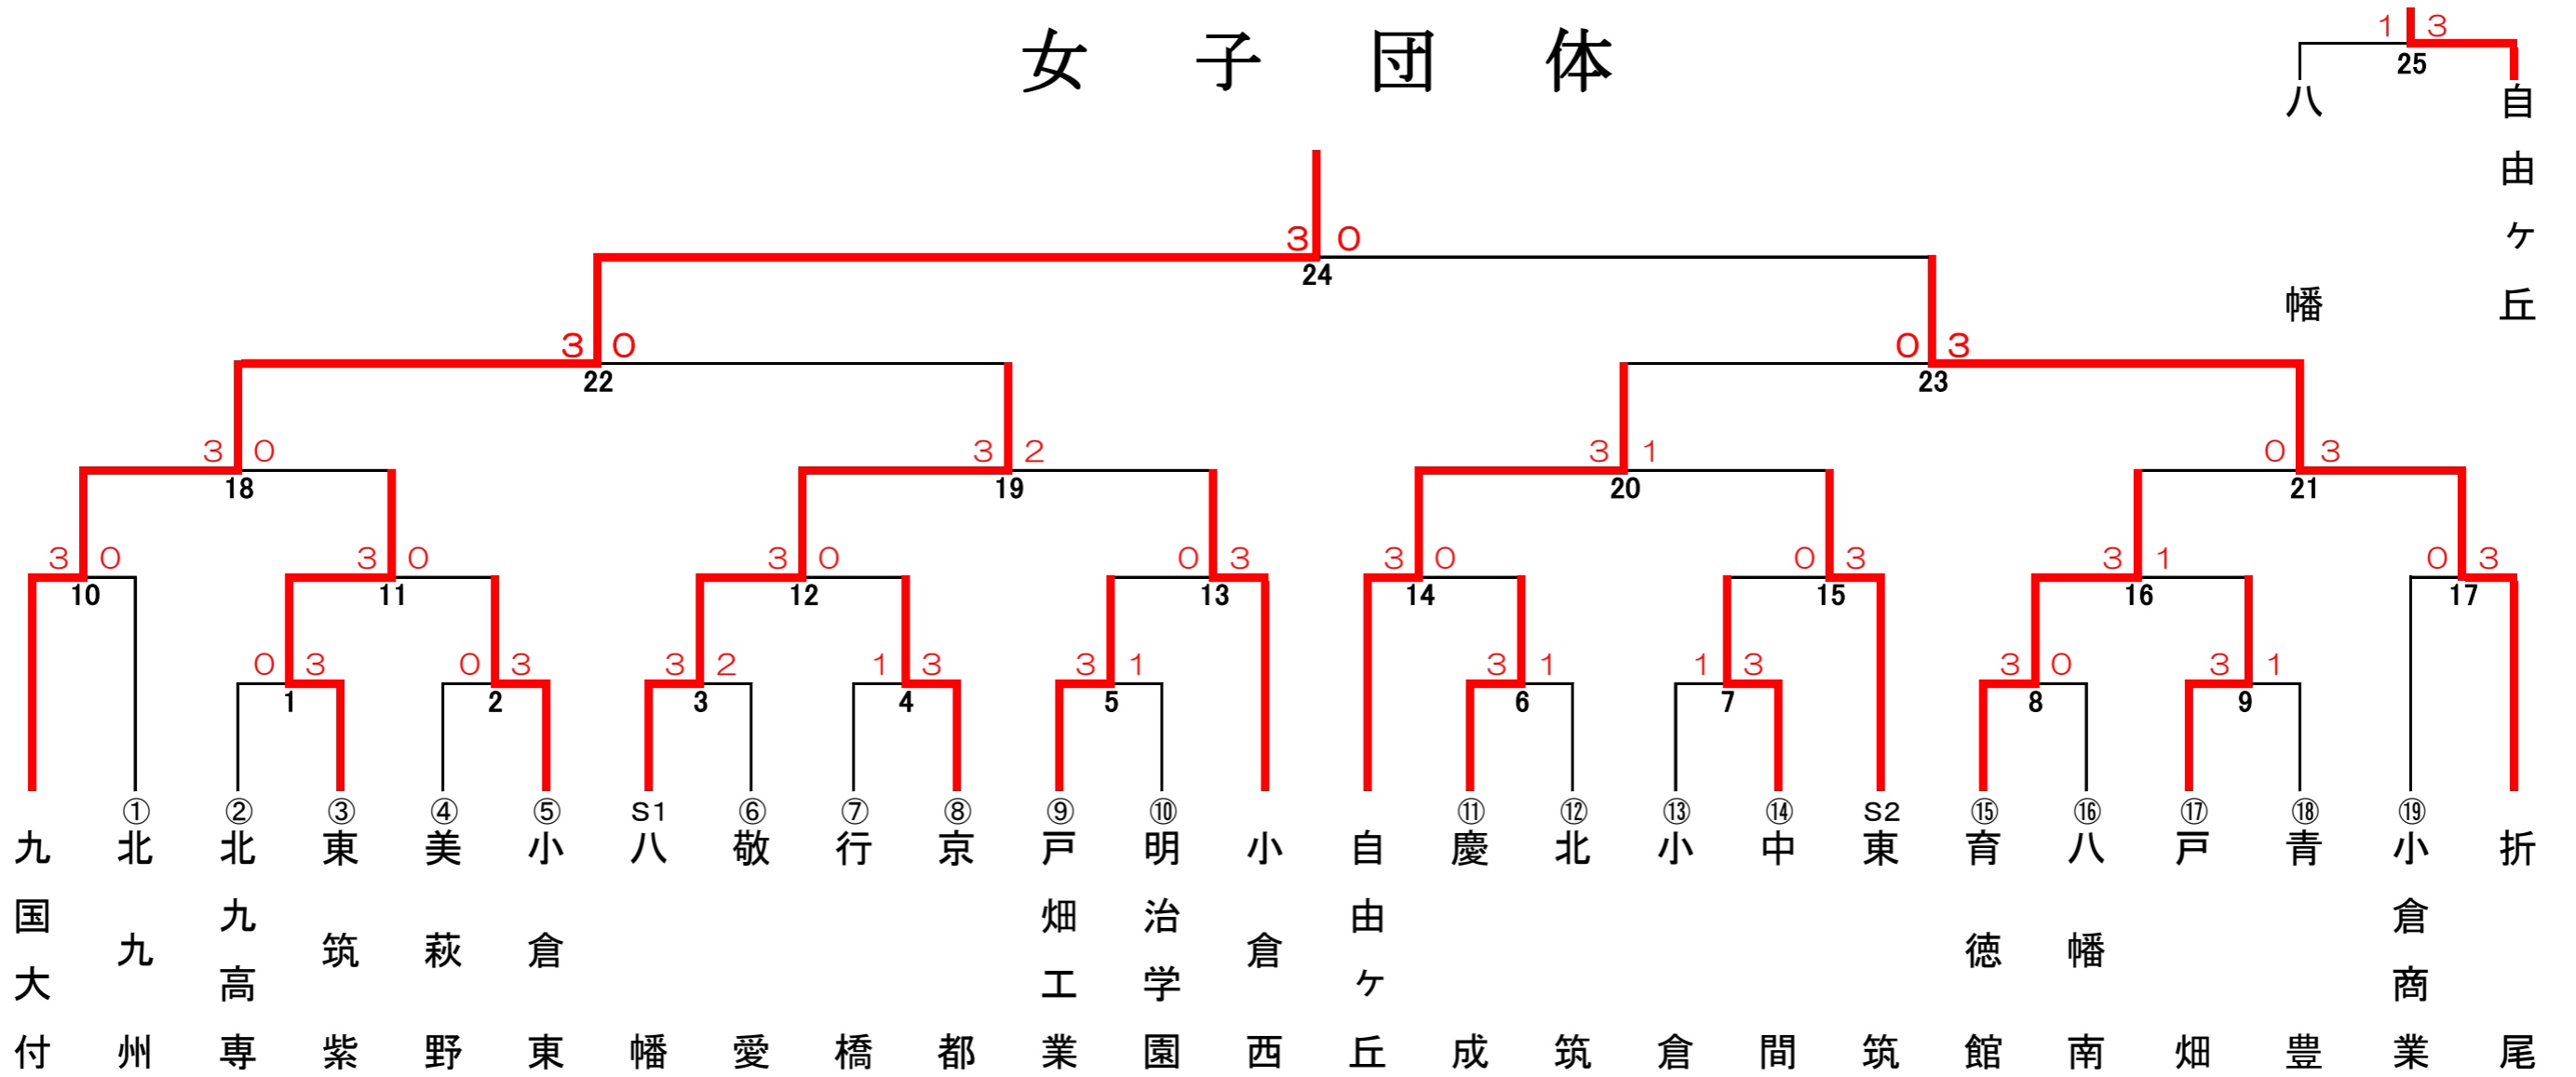 女子団体
1 3
25
八幡
自由ヶ丘
3 0
24
3 0
22
0 3
23
3 0
18
3 2
19
3 1
20
0 3
21
3 0
10
3 0
11
3 0
12
0 3
13
3 0
14
0 3
15
3 1
16
0 3
17
0 3
1
0 3
2
3 2
3
1 3
4
3 1
5
3 1
6
1 3
7
3 0
8
3 1
9
九国大付
① 北九州
② 北九高専
③ 東筑紫
④ 美萩野
⑤ 小倉東
S1 八幡
⑥ 敬愛
⑦ 行橋
⑧ 京都
⑨ 戸畑工業
⑩ 明治学園
小倉西
自由ヶ丘
⑪ 慶成
⑫ 北筑
⑬ 小倉
⑭ 中間
S2 東筑
⑮ 育徳館
⑯ 八幡南
⑰ 戸畑
⑱ 青豊
⑲ 小倉商業
折尾